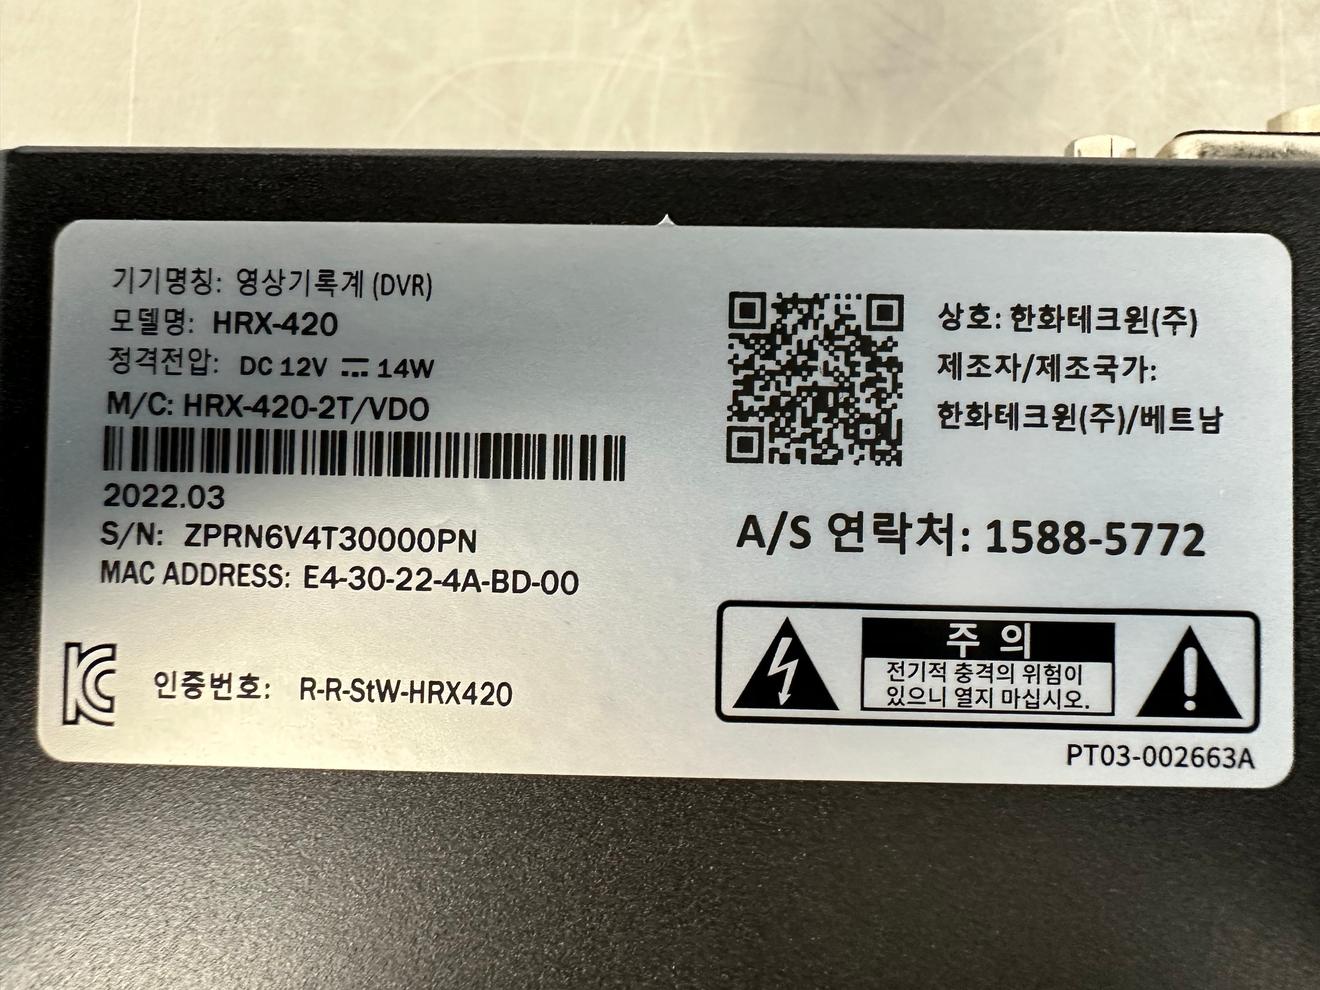 기기명칭: 영상기록계 (DVR)
모델명: HRX-420
정격전압: DC 12V ⎓ 14W
M/C: HRX-420-2T/VDO
2022.03
S/N: ZPRN6V4T30000PN
MAC ADDRESS: E4-30-22-4A-BD-00
인증번호: R-R-StW-HRX420
상호: 한화테크윈(주)
제조자/제조국가:
한화테크윈(주)/베트남
A/S 연락처: 1588-5772
주 의
전기적 충격의 위험이
있으니 열지 마십시오.
PT03-002663A